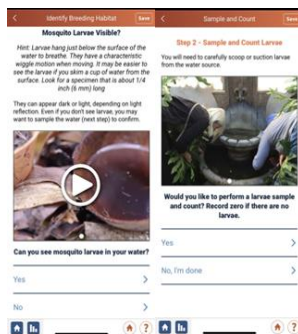 Identify Breeding Habitat
Save
Mosquito Larvae Visible?
Hint: Larvae hang just below the surface of the
water to breathe. They have a characteristic
wiggle motion when moving. It may be easier to
see the larvae if you skim a cup of water from the
surface. Look for a specimen that is about 1/4
inch (6 mm) long
They can appear dark or light, depending on light
reflection. Even if you don't see larvae, you may
want to sample the water (next step) to confirm.
Can you see mosquito larvae in your water?
Yes
No
Sample and Count
Save
Step 2 - Sample and Count Larvae
You will need to carefully scoop or suction larvae
from the water source.
Would you like to perform a larvae sample
and count? Record zero if there are no
larvae.
Yes
No, I'm done